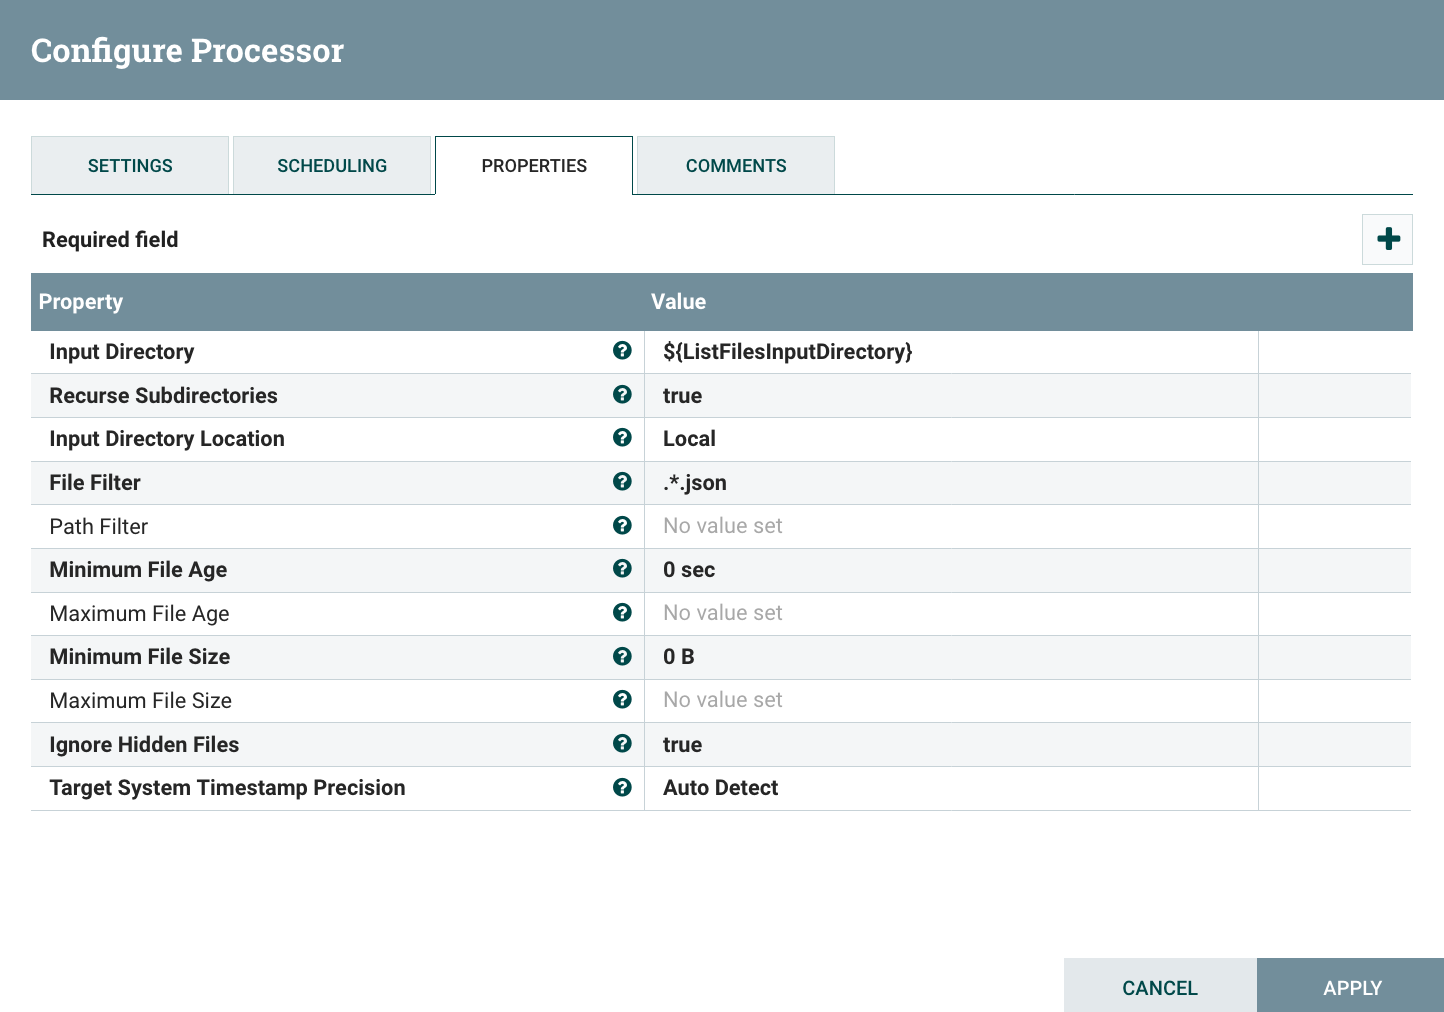 Configure Processor
SETTINGS SCHEDULING PROPERTIES COMMENTS
Required field
Property Value
Input Directory ${ListFilesInputDirectory}
Recurse Subdirectories true
Input Directory Location Local
File Filter .*.json
Path Filter No value set
Minimum File Age 0 sec
Maximum File Age No value set
Minimum File Size 0 B
Maximum File Size No value set
Ignore Hidden Files true
Target System Timestamp Precision Auto Detect
CANCEL APPLY